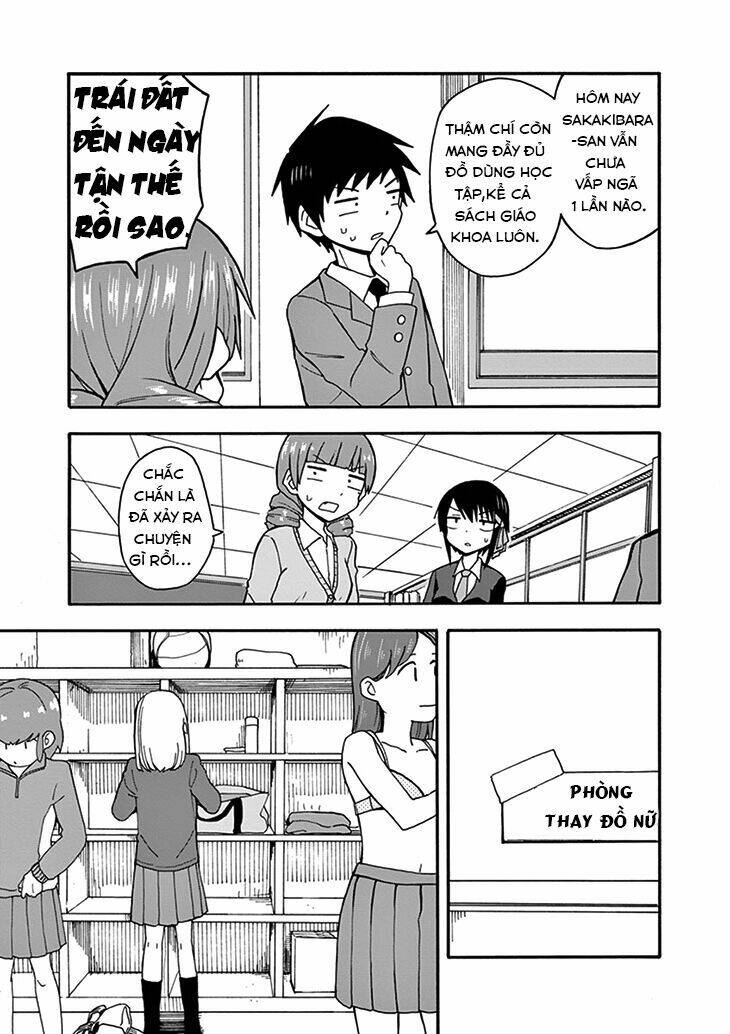 HÔM NAY
SAKAKIBARA
-SAN VẪN
CHƯA
VẤP NGÃ
1 LẦN NÀO.
THẬM CHÍ CÒN
MANG ĐẦY ĐỦ
ĐỒ DÙNG HỌC
TẬP,KỂ CẢ
SÁCH GIÁO
KHOA LUÔN.
TRÁI ĐẤT
ĐẾN NGÀY
TẬN THẾ
RỒI SAO.
CHẮC
CHẮN LÀ
ĐÃ XẢY RA
CHUYỆN
GÌ RỒI...
PHÒNG
THAY ĐỒ NỮ